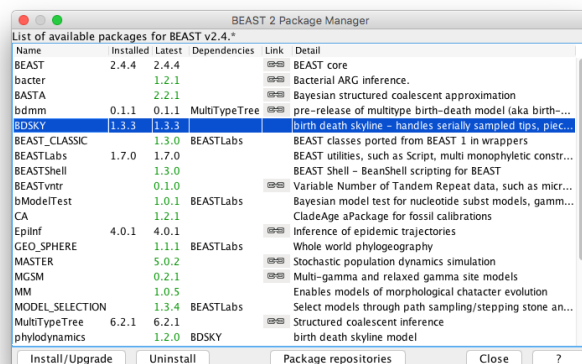 BEAST 2 Package Manager
List of available packages for BEAST v2.4.*
Name Installed Latest Dependencies Link Detail
BEAST 2.4.4 2.4.4 BEAST core
bacter 1.2.1 Bacterial ARG inference.
BASTA 2.2.1 Bayesian structured coalescent approximation
bdmm 0.1.1 0.1.1 MultiTypeTree pre-release of multitype birth-death model (aka birth-...
BDSKY 1.3.3 1.3.3 birth death skyline - handles serially sampled tips, piec...
BEAST_CLASSIC 1.3.0 BEASTLabs BEAST classes ported from BEAST 1 in wrappers
BEASTLabs 1.7.0 1.7.0 BEAST utilities, such as Script, multi monophyletic constr...
BEASTShell 1.3.0 BEAST Shell - BeanShell scripting for BEAST
BEASTvntr 0.1.0 Variable Number of Tandem Repeat data, such as micr...
bModelTest 1.0.1 BEASTLabs Bayesian model test for nucleotide subst models, gamm...
CA 1.2.1 CladeAge aPackage for fossil calibrations
EpiInf 4.0.1 4.0.1 Inference of epidemic trajectories
GEO_SPHERE 1.1.1 BEASTLabs Whole world phylogeography
MASTER 5.0.2 Stochastic population dynamics simulation
MGSM 0.2.1 Multi-gamma and relaxed gamma site models
MM 1.0.5 Enables models of morphological chatacter evolution
MODEL_SELECTION 1.3.4 BEASTLabs Select models through path sampling/stepping stone an...
MultiTypeTree 6.2.1 6.2.1 Structured coalescent inference
phylodynamics 1.2.0 BDSKY birth death skyline model
Install/Upgrade Uninstall Package repositories Close ?